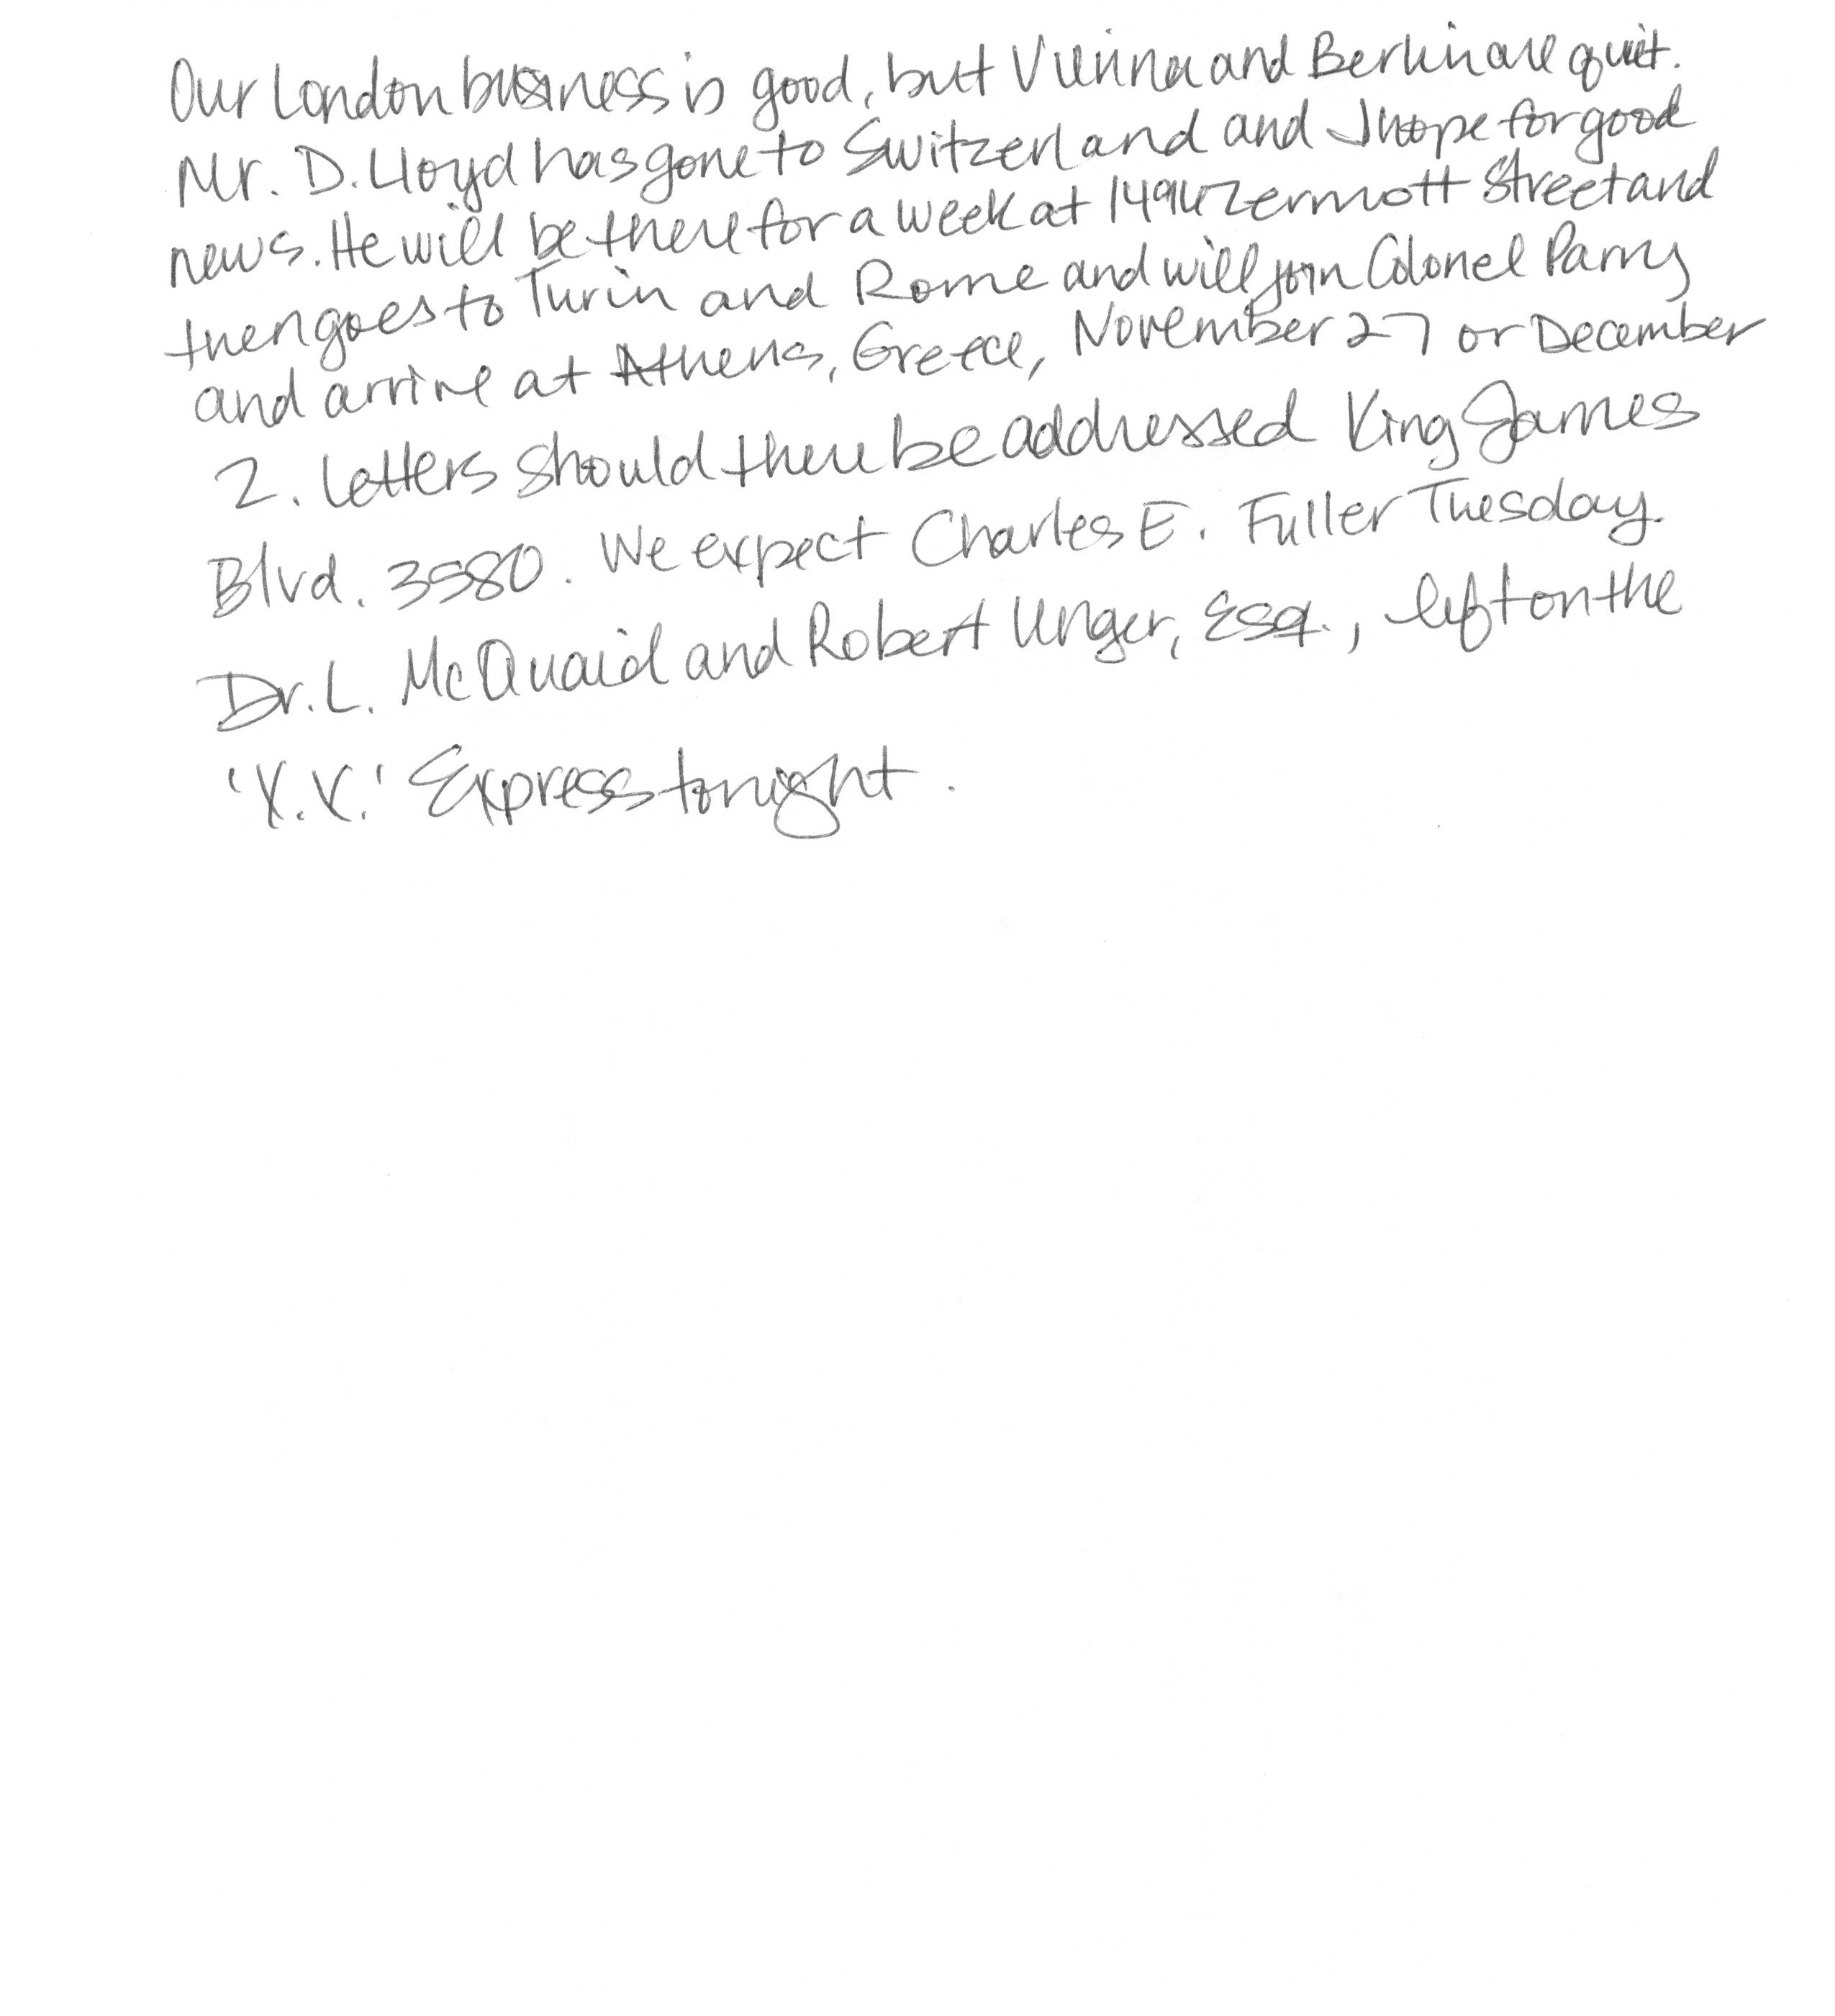 Our London business is good, but Vienna and Berlin are quiet.
Mr. D. Lloyd has gone to Switzerland and I hope for good
news. He will be there for a week at 1496 Zermott Street and
then goes to Turin and Rome and will join Colonel Parry
and arrive at Athens, Greece, November 27 or December
2. Letters should there be addressed King James
Blvd. 3580. We expect Charles E. Fuller Tuesday.
Dr. L. McQuaid and Robert Unger, Esq., left on the
'Y.X.' Express tonight.